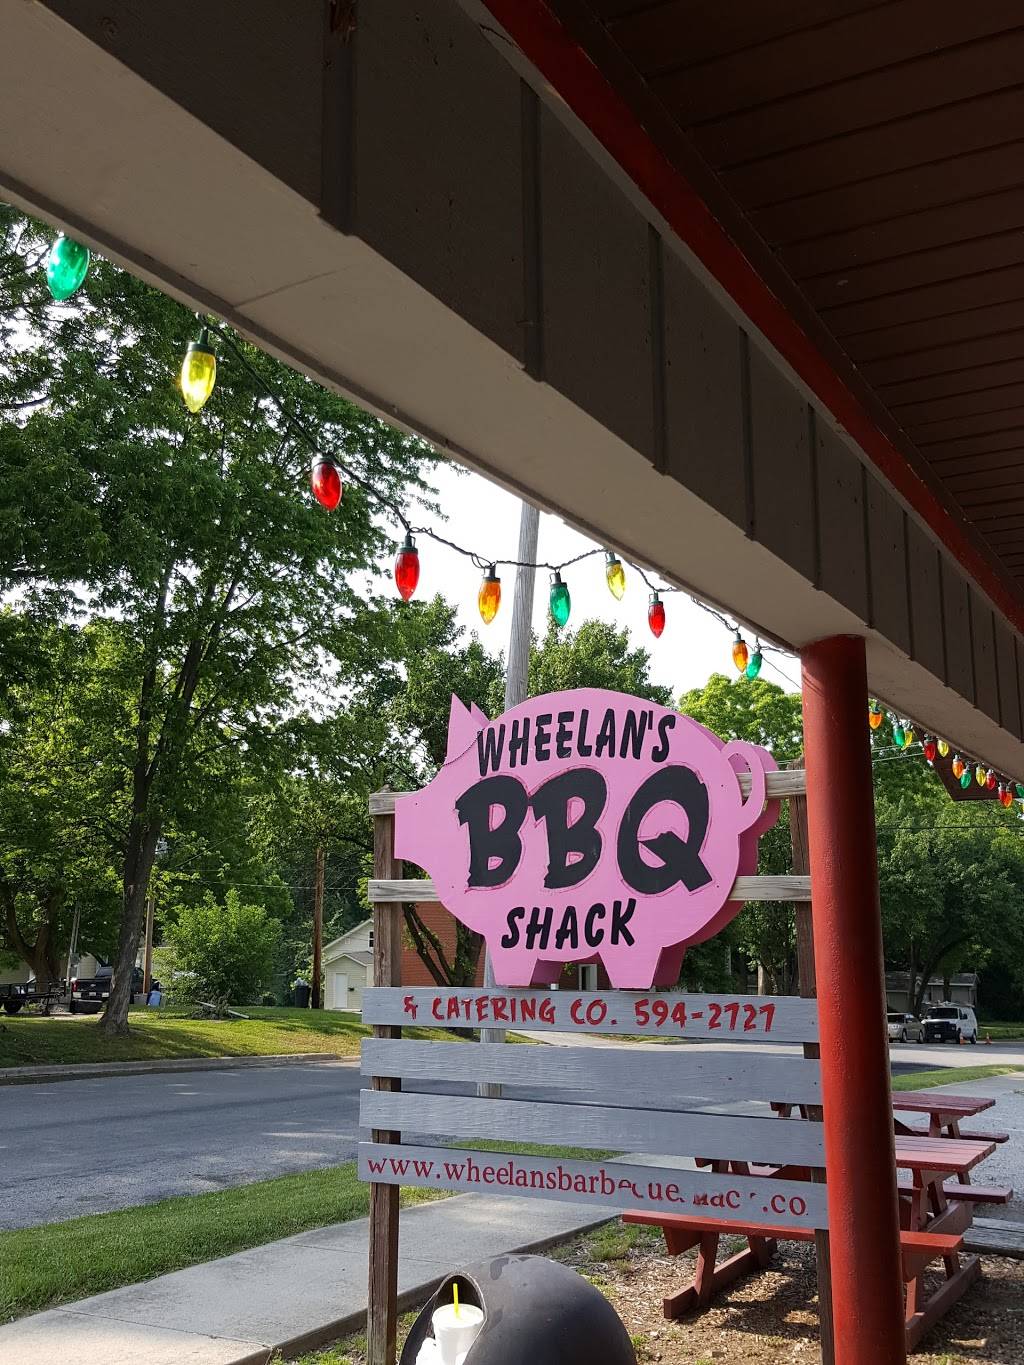 WHEELAN'S
BBQ
SHACK
& CATERING CO. 594-2727